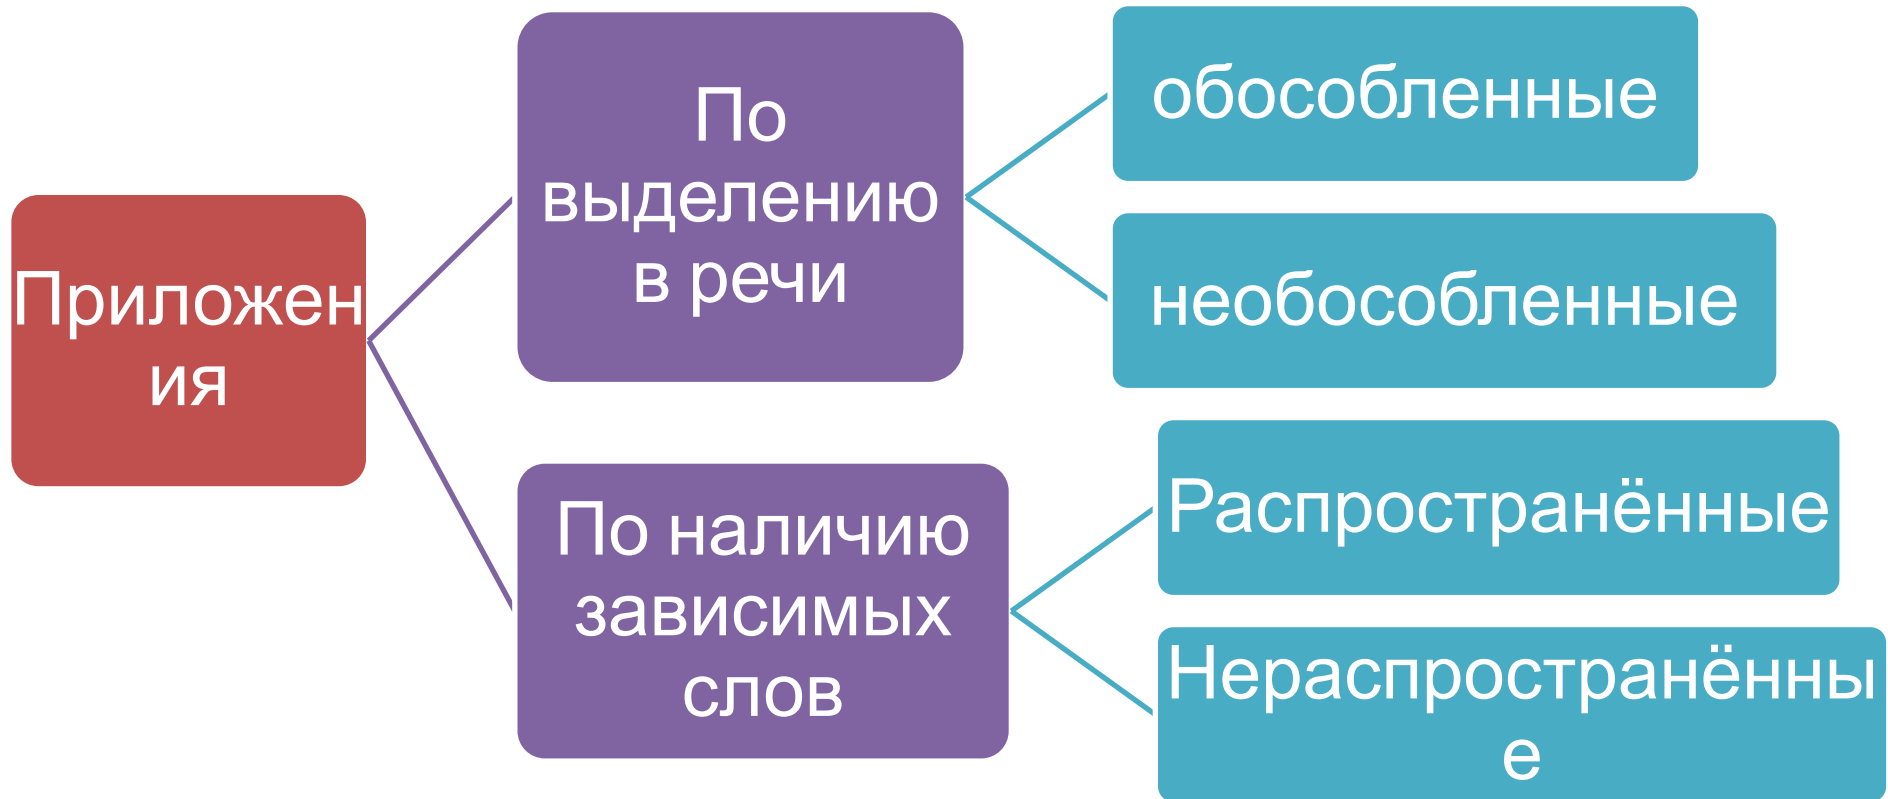 Приложен
ия
По
выделению
в речи
обособленные
необособленные
По наличию
зависимых
слов
Распространённые
Нераспространённы
е